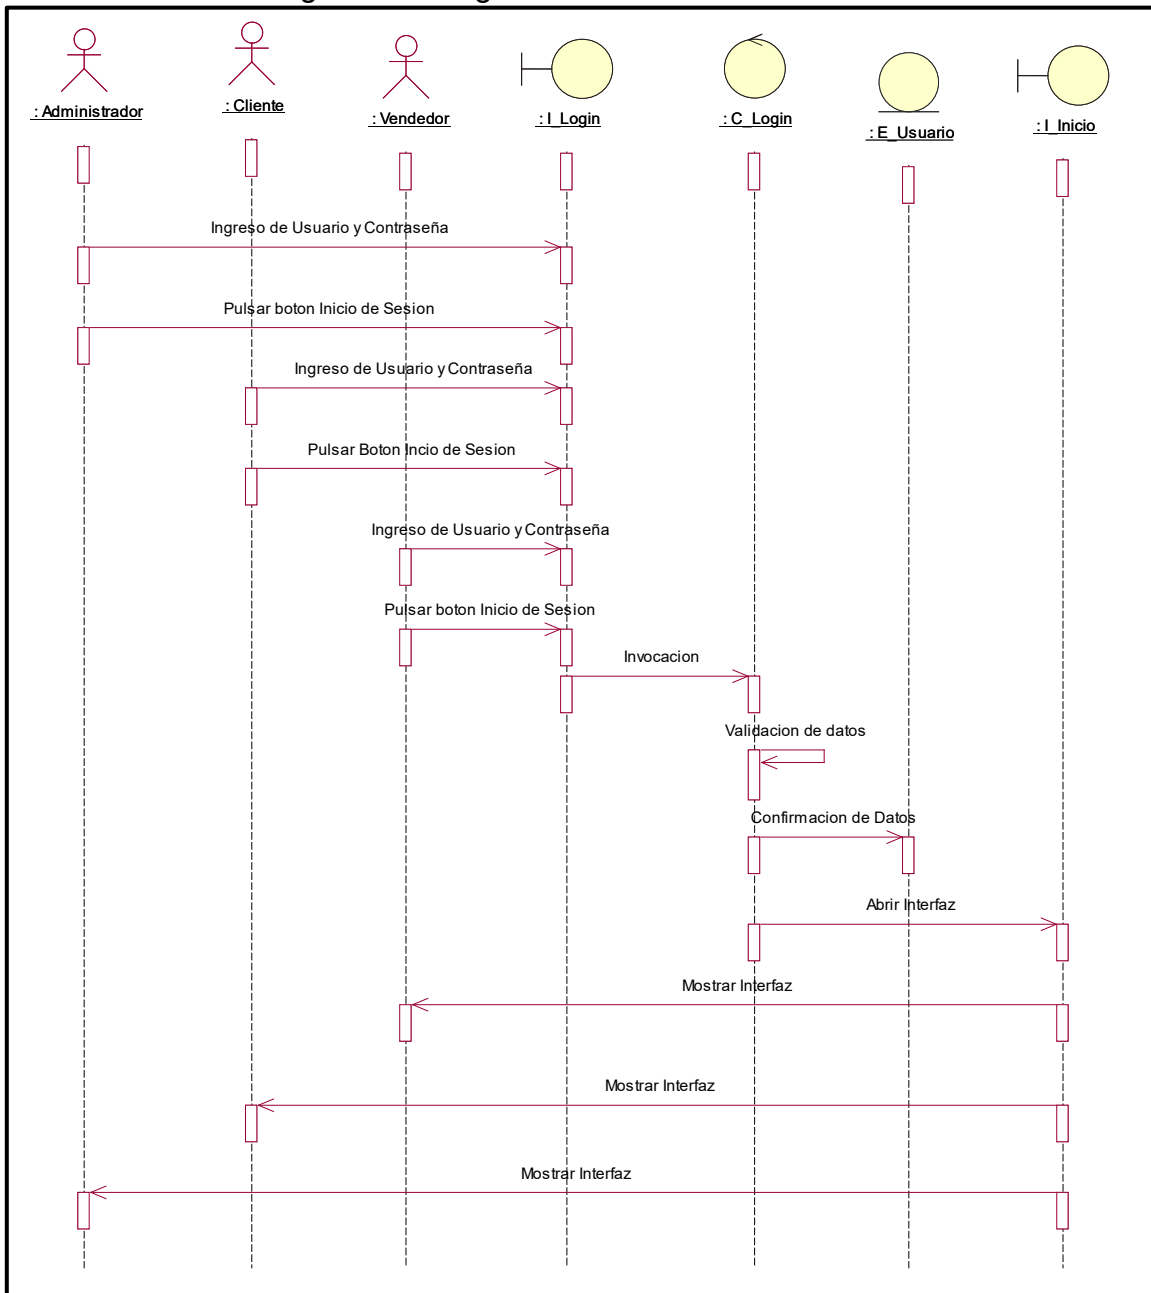 : Administrador
: Cliente
: Vendedor
: I_Login
: C_Login
: E_Usuario
: I_Inicio
Ingreso de Usuario y Contraseña
Pulsar boton Inicio de Sesion
Ingreso de Usuario y Contraseña
Pulsar Boton Incio de Sesion
Ingreso de Usuario y Contraseña
Pulsar boton Inicio de Sesion
Invocacion
Validacion de datos
Confirmacion de Datos
Abrir Interfaz
Mostrar Interfaz
Mostrar Interfaz
Mostrar Interfaz